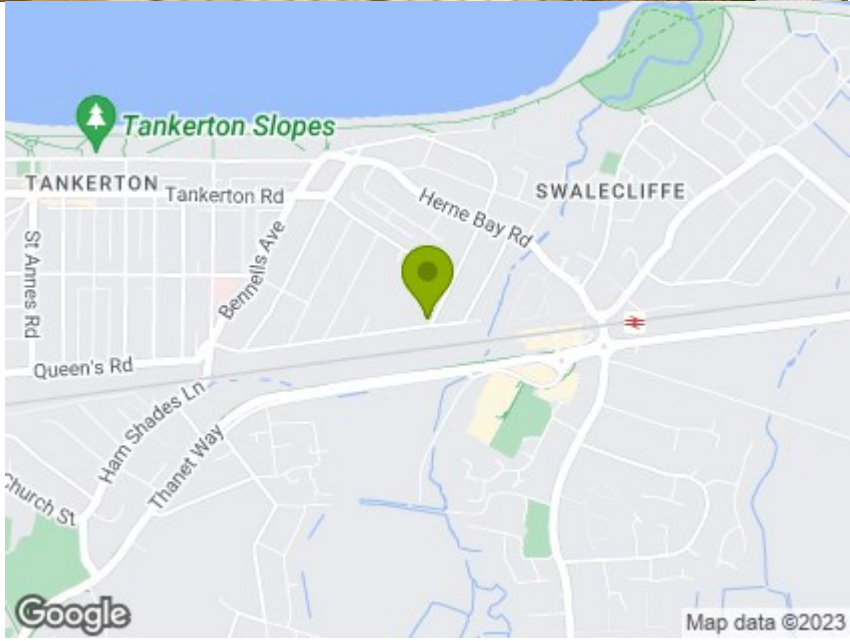 Tankerton Slopes
TANKERTON
Tankerton Rd
SWALECLIFFE
Herne Bay Rd
St Annes Rd
Bennells Ave
Queen's Rd
Ham Shades Ln
Thanet Way
Church St
Google
Map data ©2023